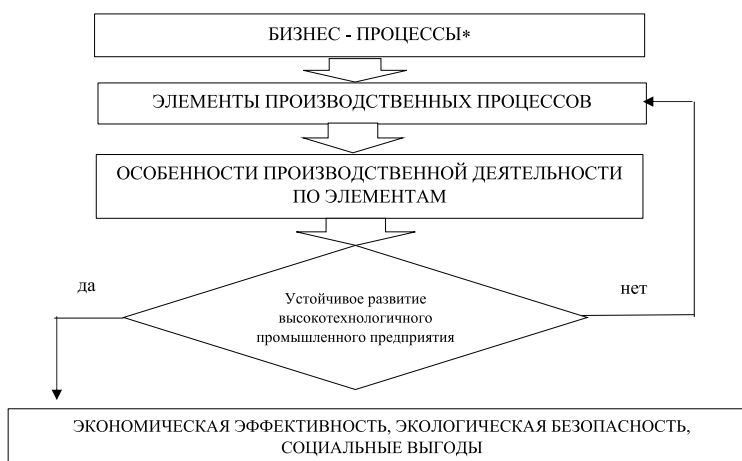 БИЗНЕС - ПРОЦЕССЫ*
ЭЛЕМЕНТЫ ПРОИЗВОДСТВЕННЫХ ПРОЦЕССОВ
ОСОБЕННОСТИ ПРОИЗВОДСТВЕННОЙ ДЕЯТЕЛЬНОСТИ
ПО ЭЛЕМЕНТАМ
да
нет
Устойчивое развитие
высокотехнологичного
промышленного предприятия
ЭКОНОМИЧЕСКАЯ ЭФФЕКТИВНОСТЬ, ЭКОЛОГИЧЕСКАЯ БЕЗОПАСНОСТЬ,
СОЦИАЛЬНЫЕ ВЫГОДЫ